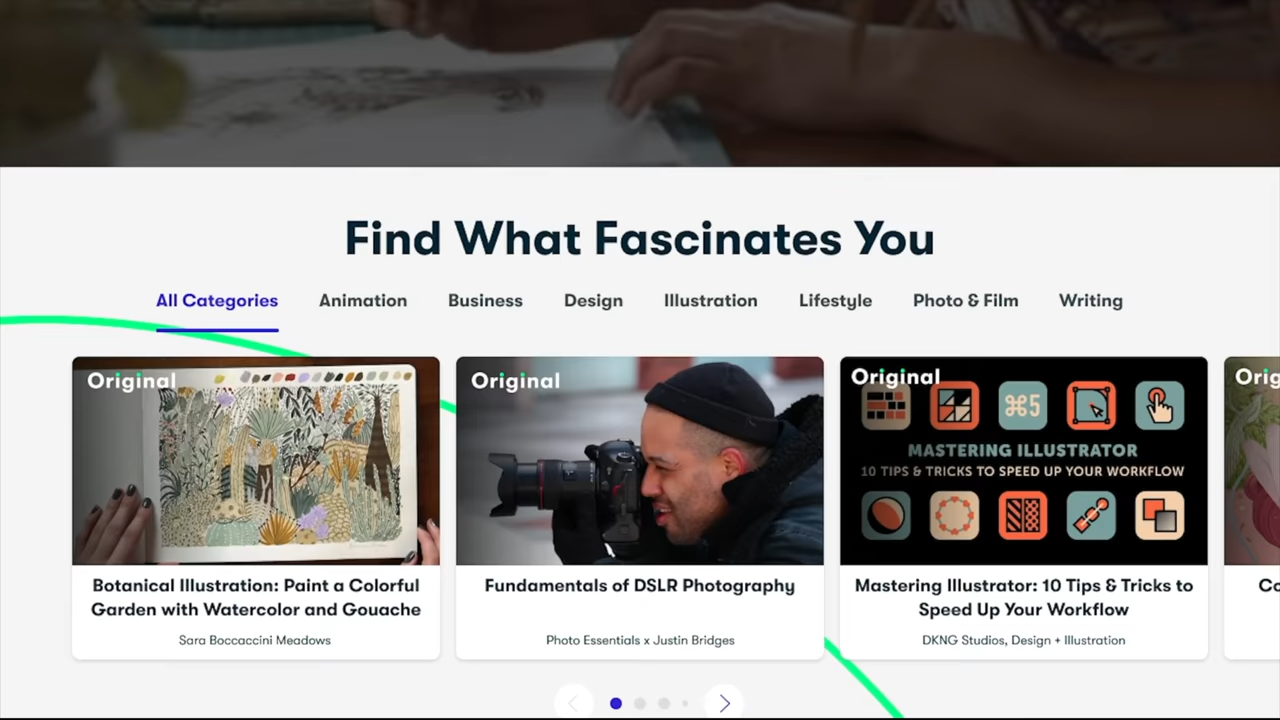 Find What Fascinates You
All Categories Animation Business Design Illustration Lifestyle Photo & Film Writing
Original
Botanical Illustration: Paint a Colorful
Garden with Watercolor and Gouache
Sara Boccaccini Meadows
Original
Fundamentals of DSLR Photography
Photo Essentials x Justin Bridges
Original
⌘5
MASTERING ILLUSTRATOR
10 TIPS & TRICKS TO SPEED UP YOUR WORKFLOW
Mastering Illustrator: 10 Tips & Tricks to
Speed Up Your Workflow
DKNG Studios, Design + Illustration
Orig
Co